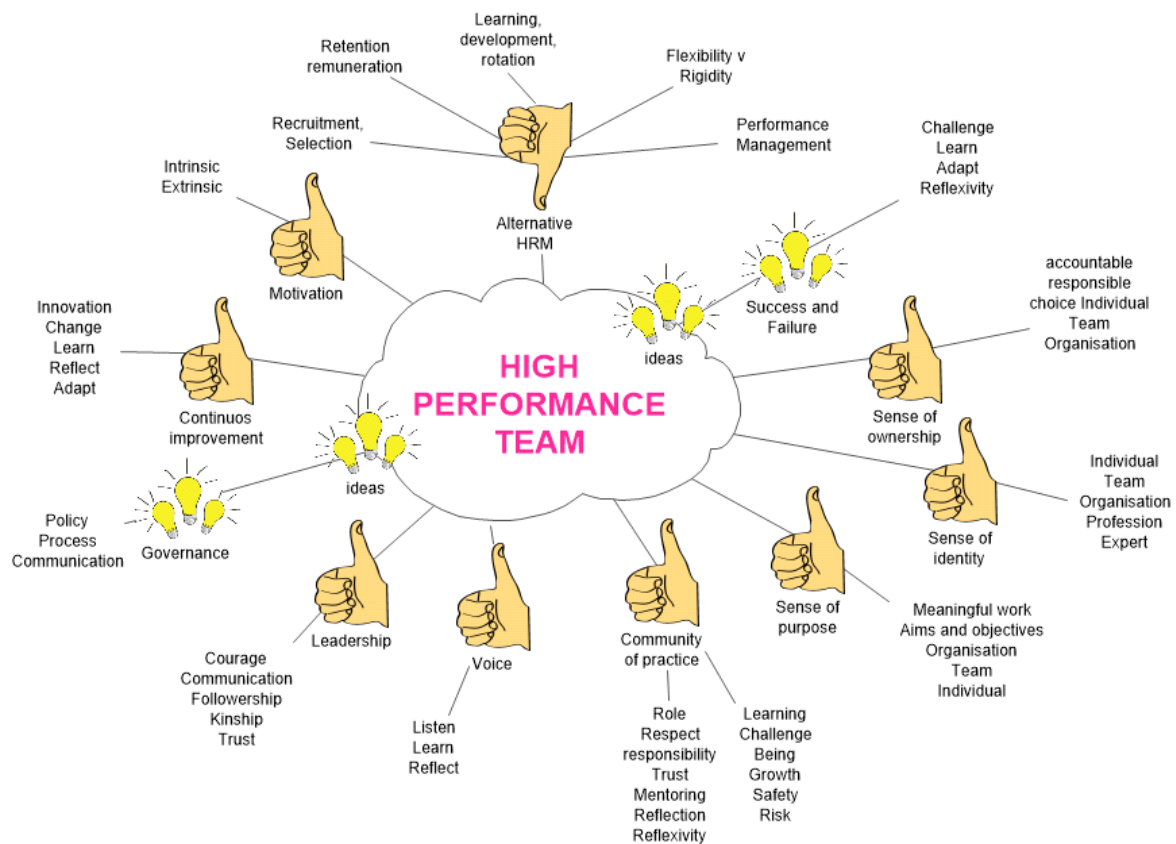 Learning,
development,
rotation
Retention
remuneration
Flexibility v
Rigidity
Recruitment,
Selection
Performance
Management
Challenge
Learn
Adapt
Reflexivity
Intrinsic
Extrinsic
Alternative
HRM
Motivation
Success and
Failure
ideas
accountable
responsible
choice Individual
Team
Organisation
Innovation
Change
Learn
Reflect
Adapt
Continuos
improvement
HIGH
PERFORMANCE
TEAM
Sense of
ownership
ideas
Policy
Process
Communication
Governance
Individual
Team
Organisation
Profession
Expert
Sense of
identity
Leadership
Courage
Communication
Followership
Kinship
Trust
Voice
Listen
Learn
Reflect
Community
of practice
Role
Respect
responsibility
Trust
Mentoring
Reflection
Reflexivity
Learning
Challenge
Being
Growth
Safety
Risk
Sense of
purpose
Meaningful work
Aims and objectives
Organisation
Team
Individual